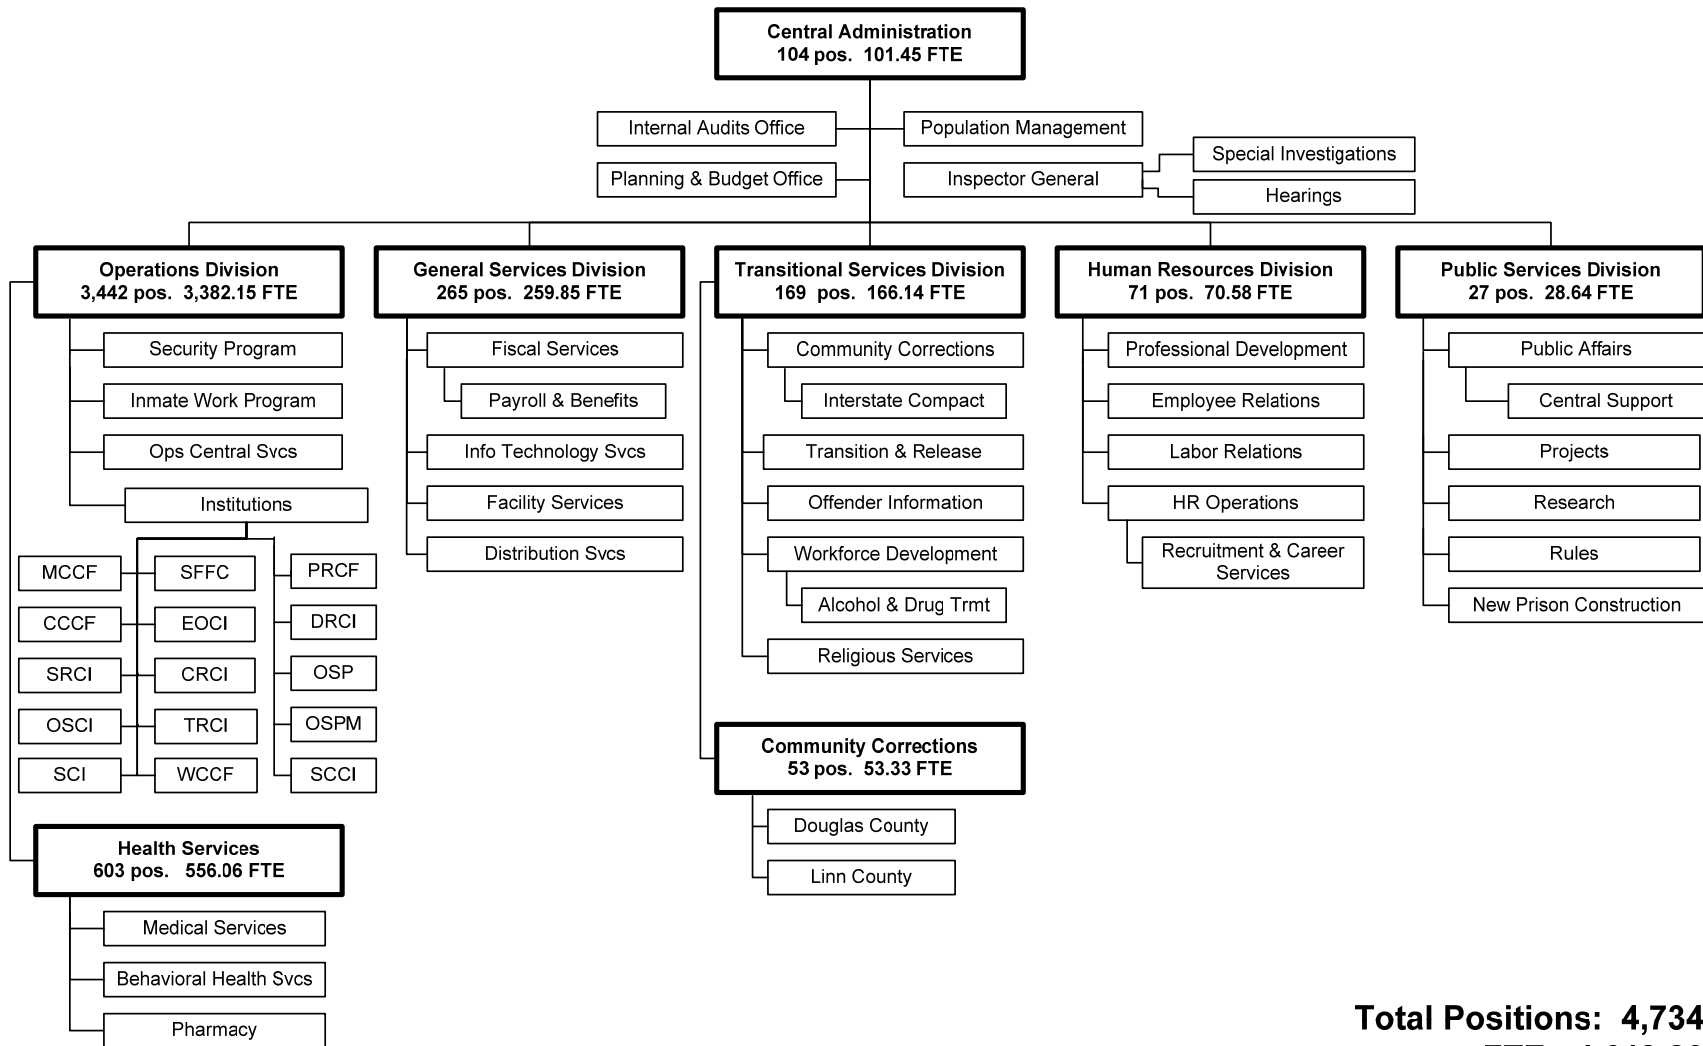 Central Administration
104 pos.  101.45 FTE
Internal Audits Office
Population Management
Planning & Budget Office
Inspector General
Special Investigations
Hearings
Operations Division
3,442 pos.  3,382.15 FTE
Security Program
Inmate Work Program
Ops Central Svcs
Institutions
MCCF
SFFC
PRCF
CCCF
EOCI
DRCI
SRCI
CRCI
OSP
OSCI
TRCI
OSPM
SCI
WCCF
SCCI
Health Services
603 pos.   556.06 FTE
Medical Services
Behavioral Health Svcs
Pharmacy
General Services Division
265 pos.  259.85 FTE
Fiscal Services
Payroll & Benefits
Info Technology Svcs
Facility Services
Distribution Svcs
Transitional Services Division
169  pos.  166.14 FTE
Community Corrections
Interstate Compact
Transition & Release
Offender Information
Workforce Development
Alcohol & Drug Trmt
Religious Services
Community Corrections
53 pos.  53.33 FTE
Douglas County
Linn County
Human Resources Division
71 pos.  70.58 FTE
Professional Development
Employee Relations
Labor Relations
HR Operations
Recruitment & Career
Services
Public Services Division
27 pos.  28.64 FTE
Public Affairs
Central Support
Projects
Research
Rules
New Prison Construction
Total Positions:  4,734